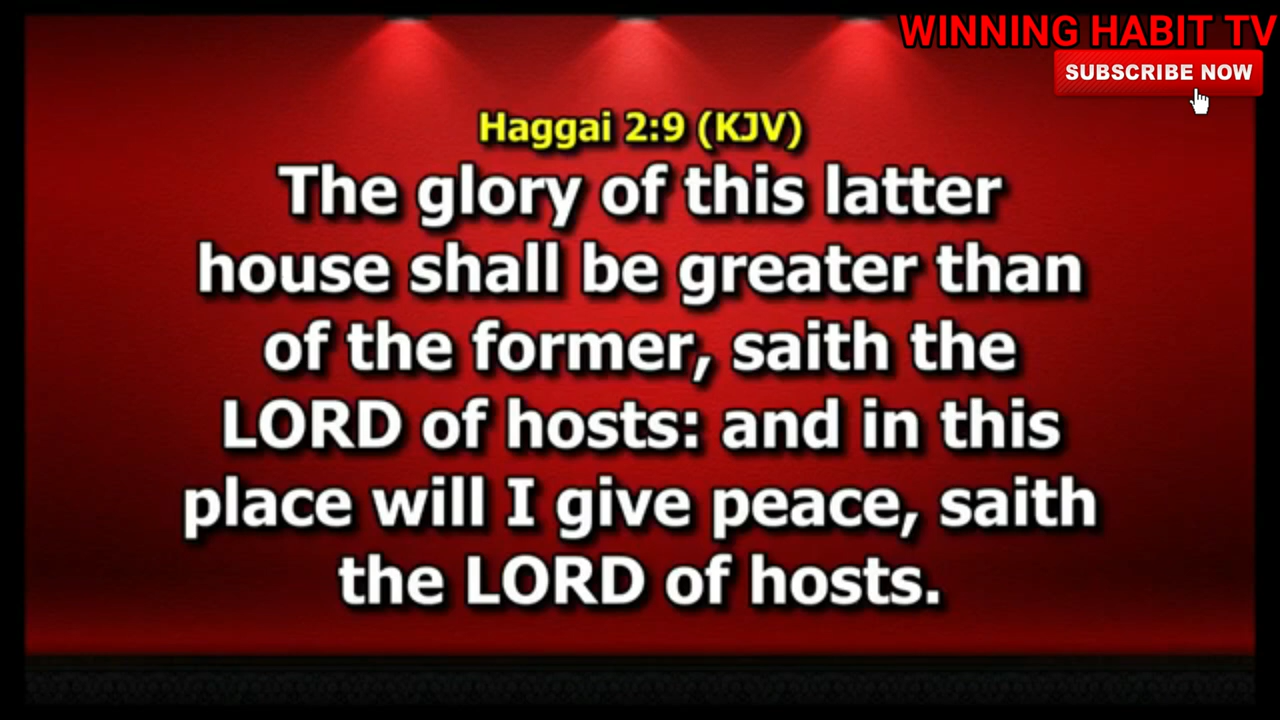 WINNING HABIT TV
SUBSCRIBE NOW
Haggai 2:9 (KJV)
The glory of this latter
house shall be greater than
of the former, saith the
LORD of hosts: and in this
place will I give peace, saith
the LORD of hosts.